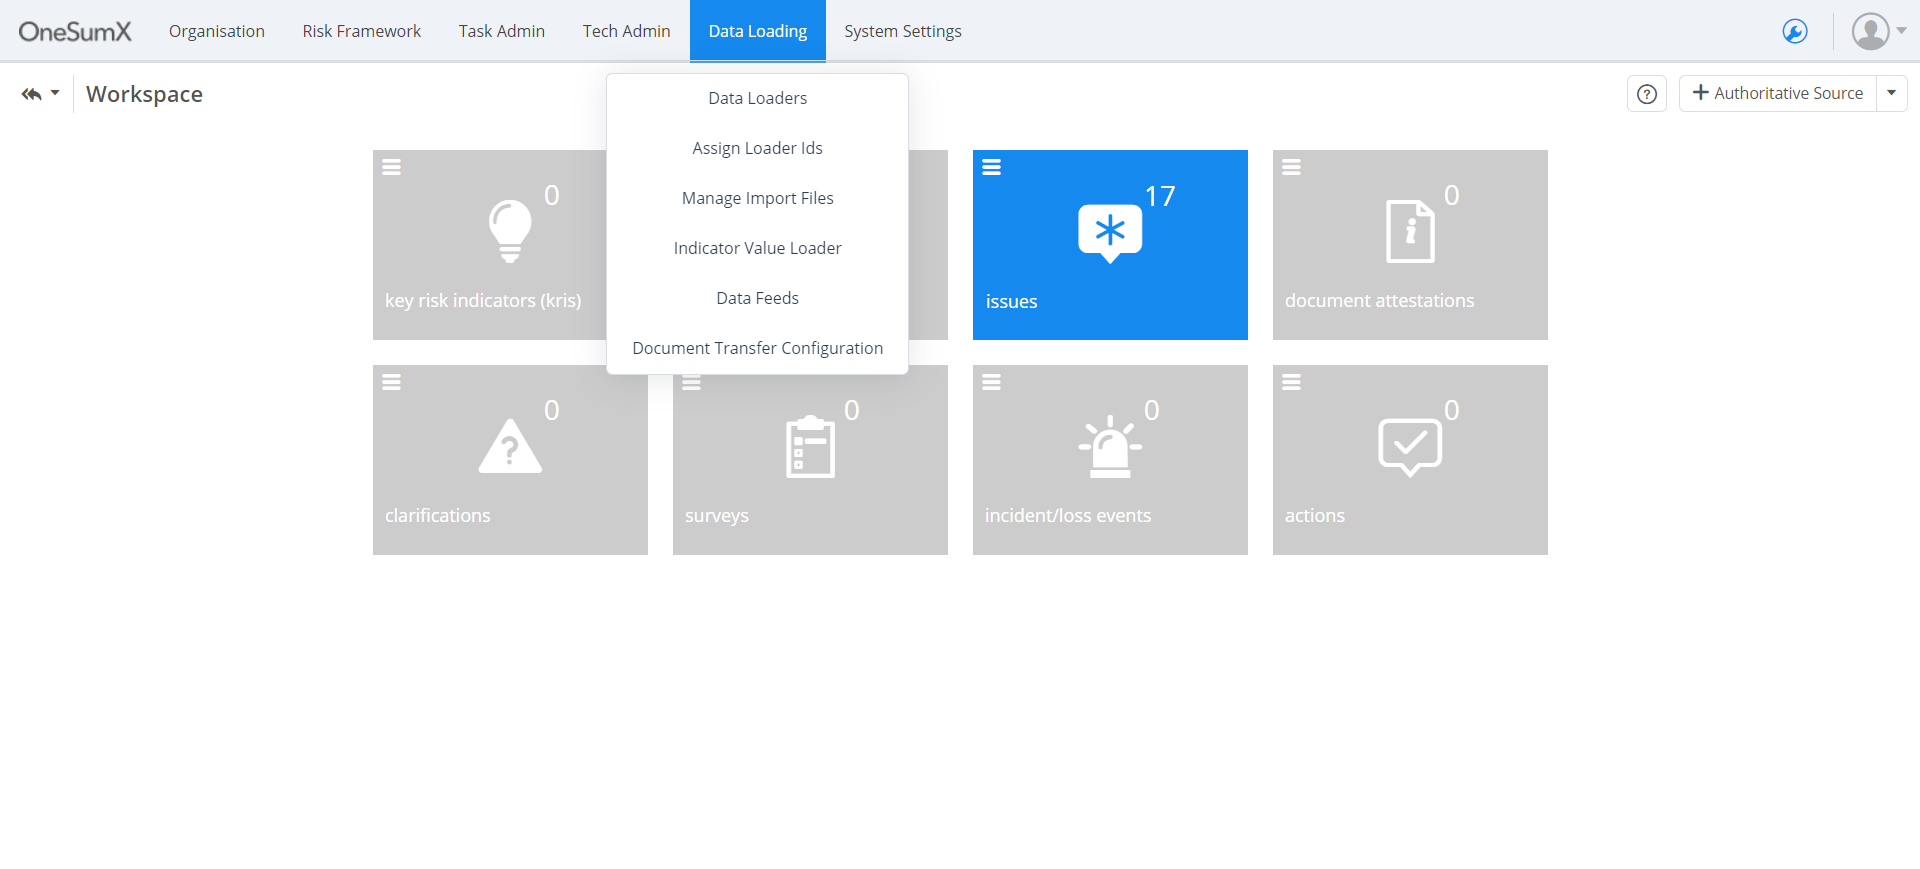 OneSumX
Organisation
Risk Framework
Task Admin
Tech Admin
Data Loading
System Settings
Workspace
Authoritative Source
Data Loaders
Assign Loader Ids
Manage Import Files
Indicator Value Loader
Data Feeds
Document Transfer Configuration
0
key risk indicators (kris)
17
issues
0
document attestations
0
clarifications
0
surveys
0
incident/loss events
0
actions